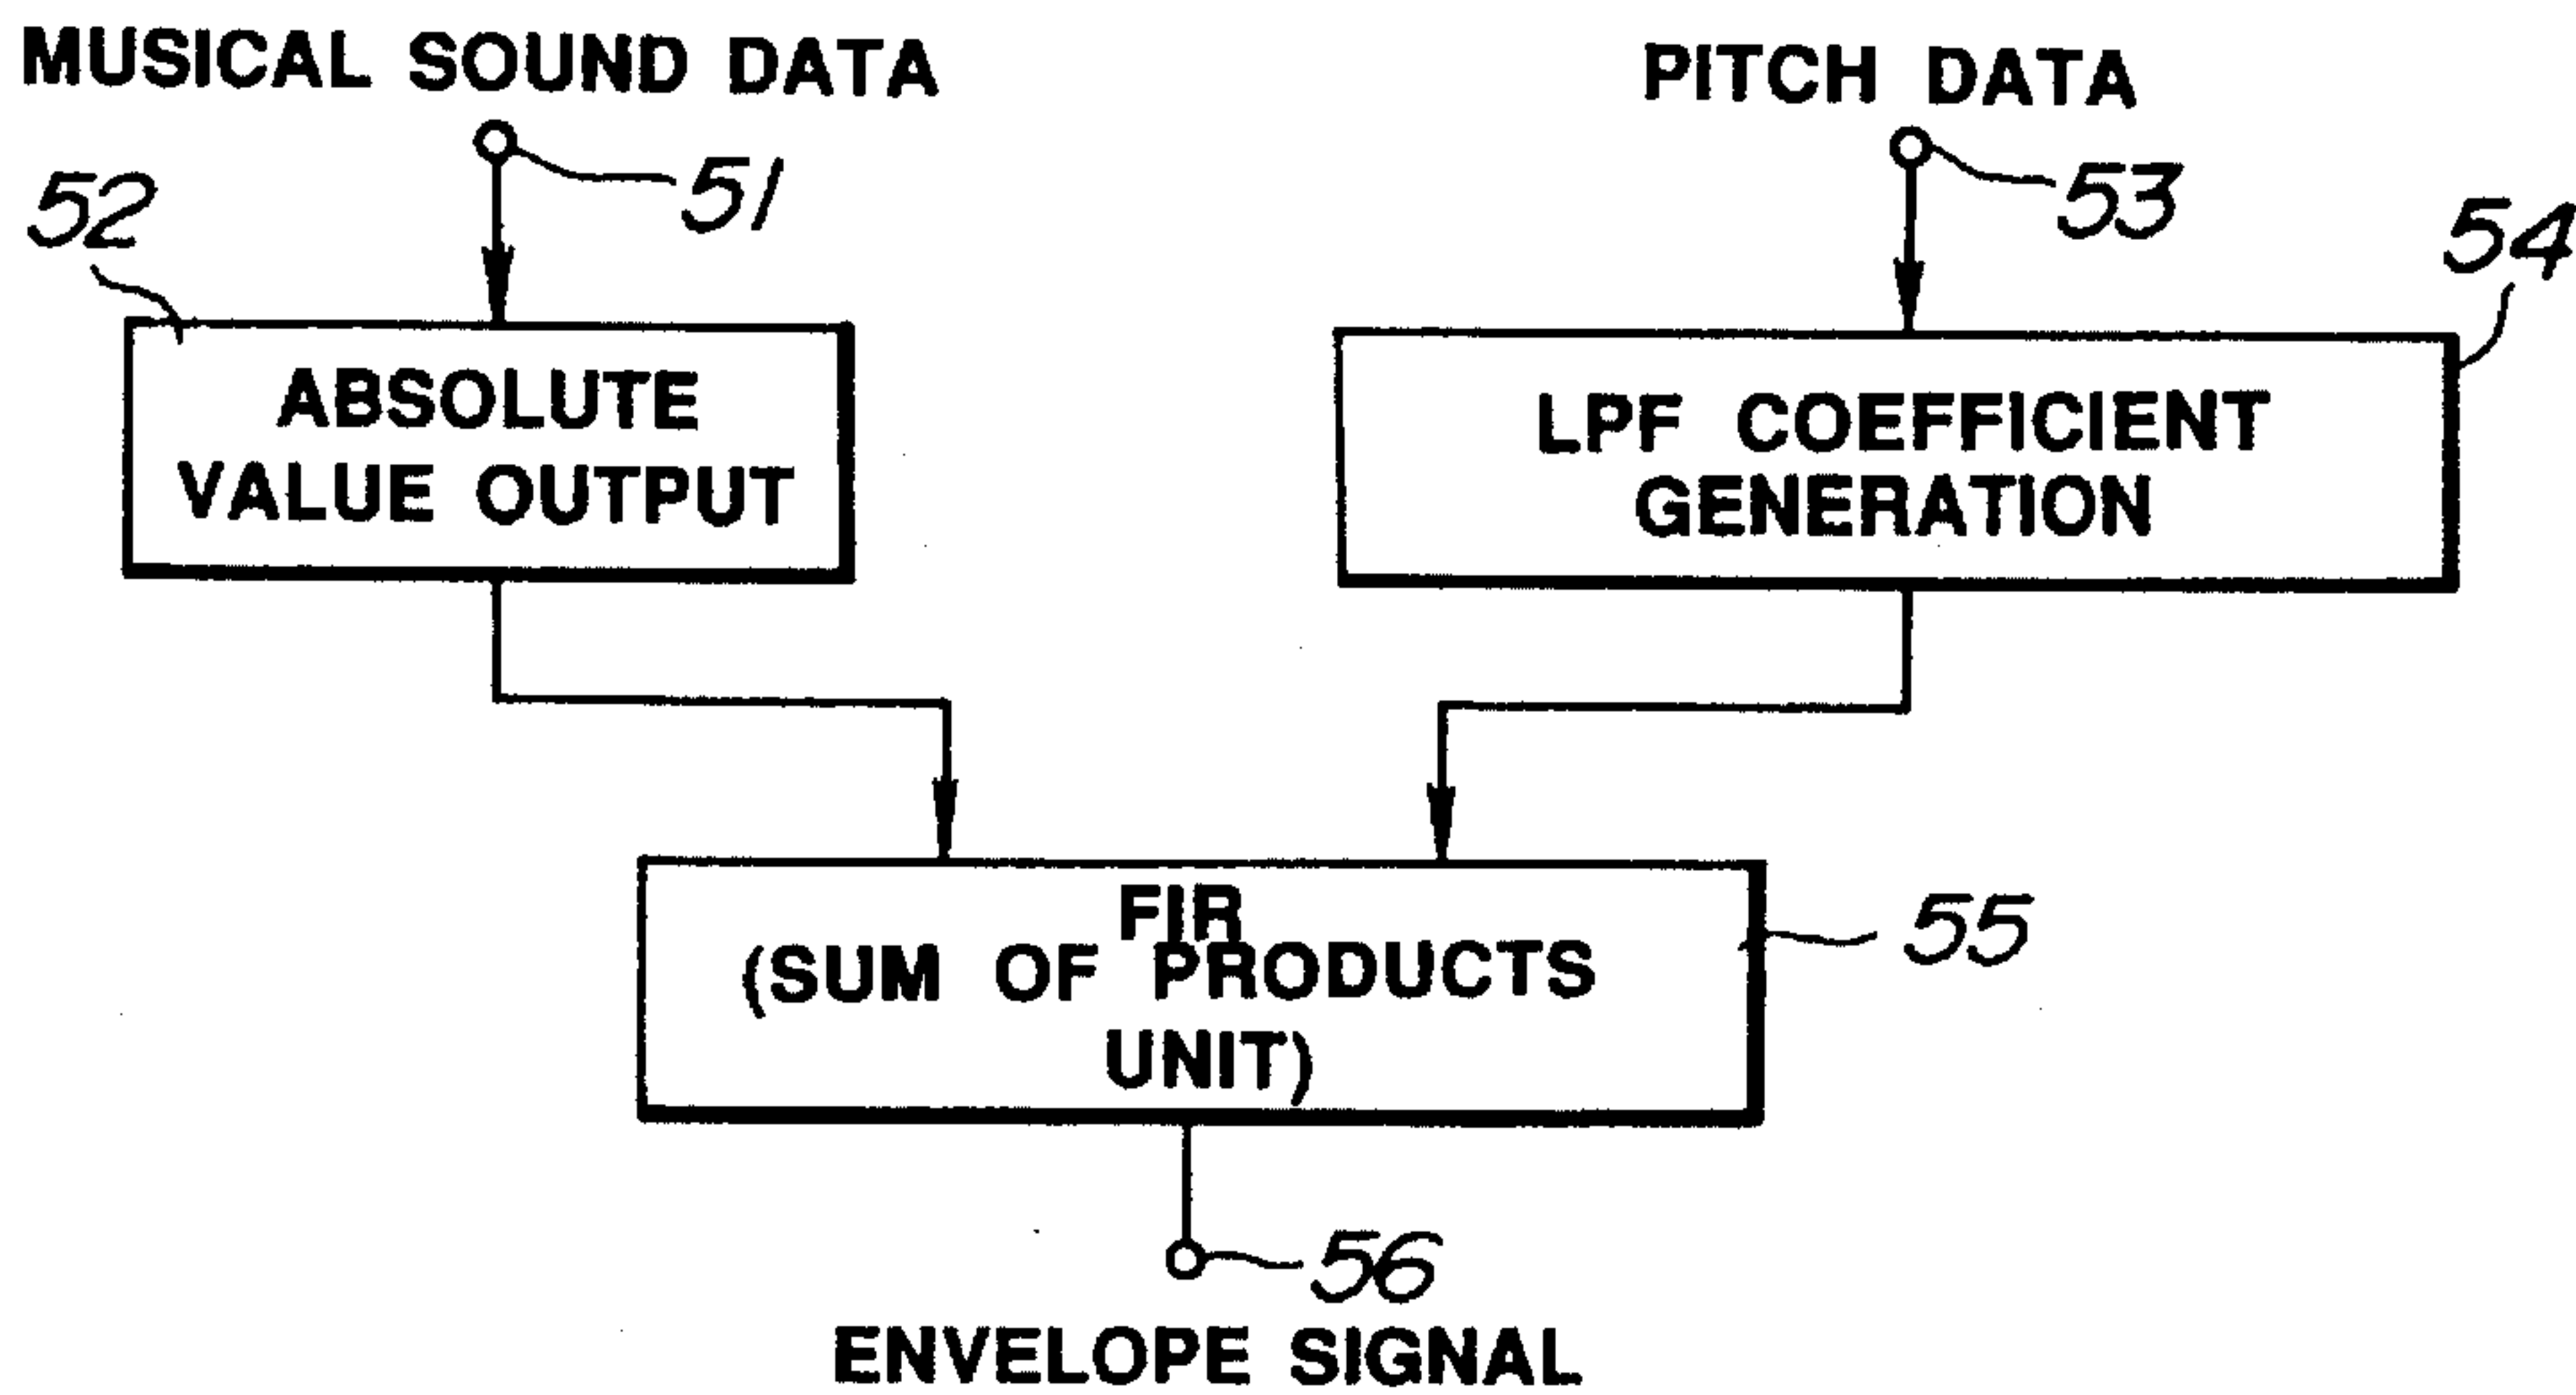 MUSICAL SOUND DATA
PITCH DATA
51
53
52
54
ABSOLUTE
VALUE OUTPUT
LPF COEFFICIENT
GENERATION
FIR
(SUM OF PRODUCTS
UNIT)
55
56
ENVELOPE SIGNAL